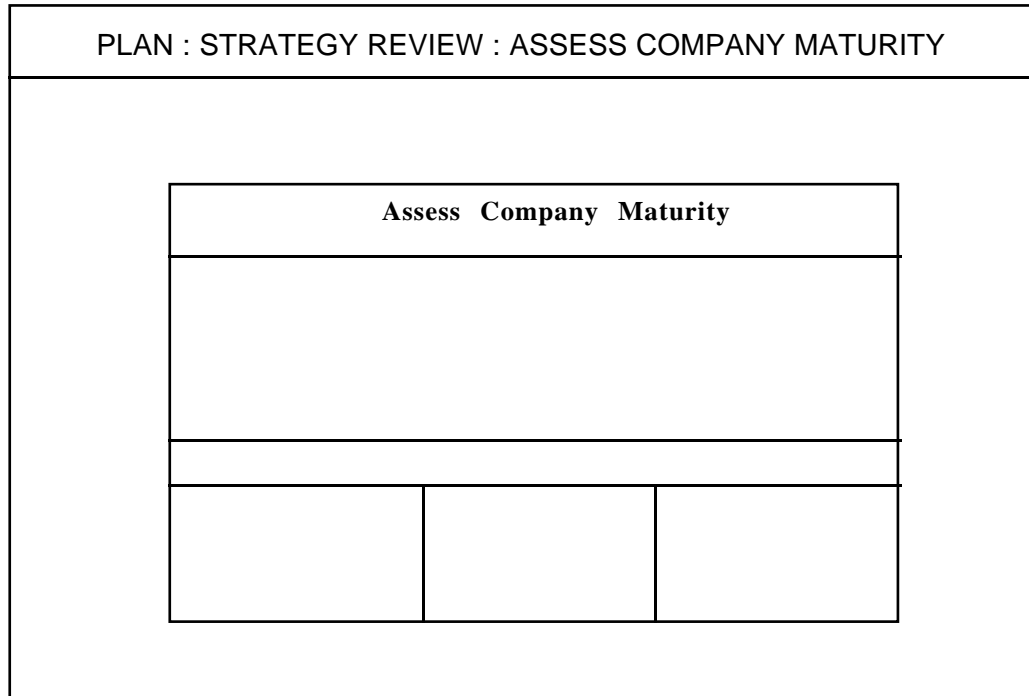 PLAN : STRATEGY REVIEW : ASSESS COMPANY MATURITY
Assess Company Maturity